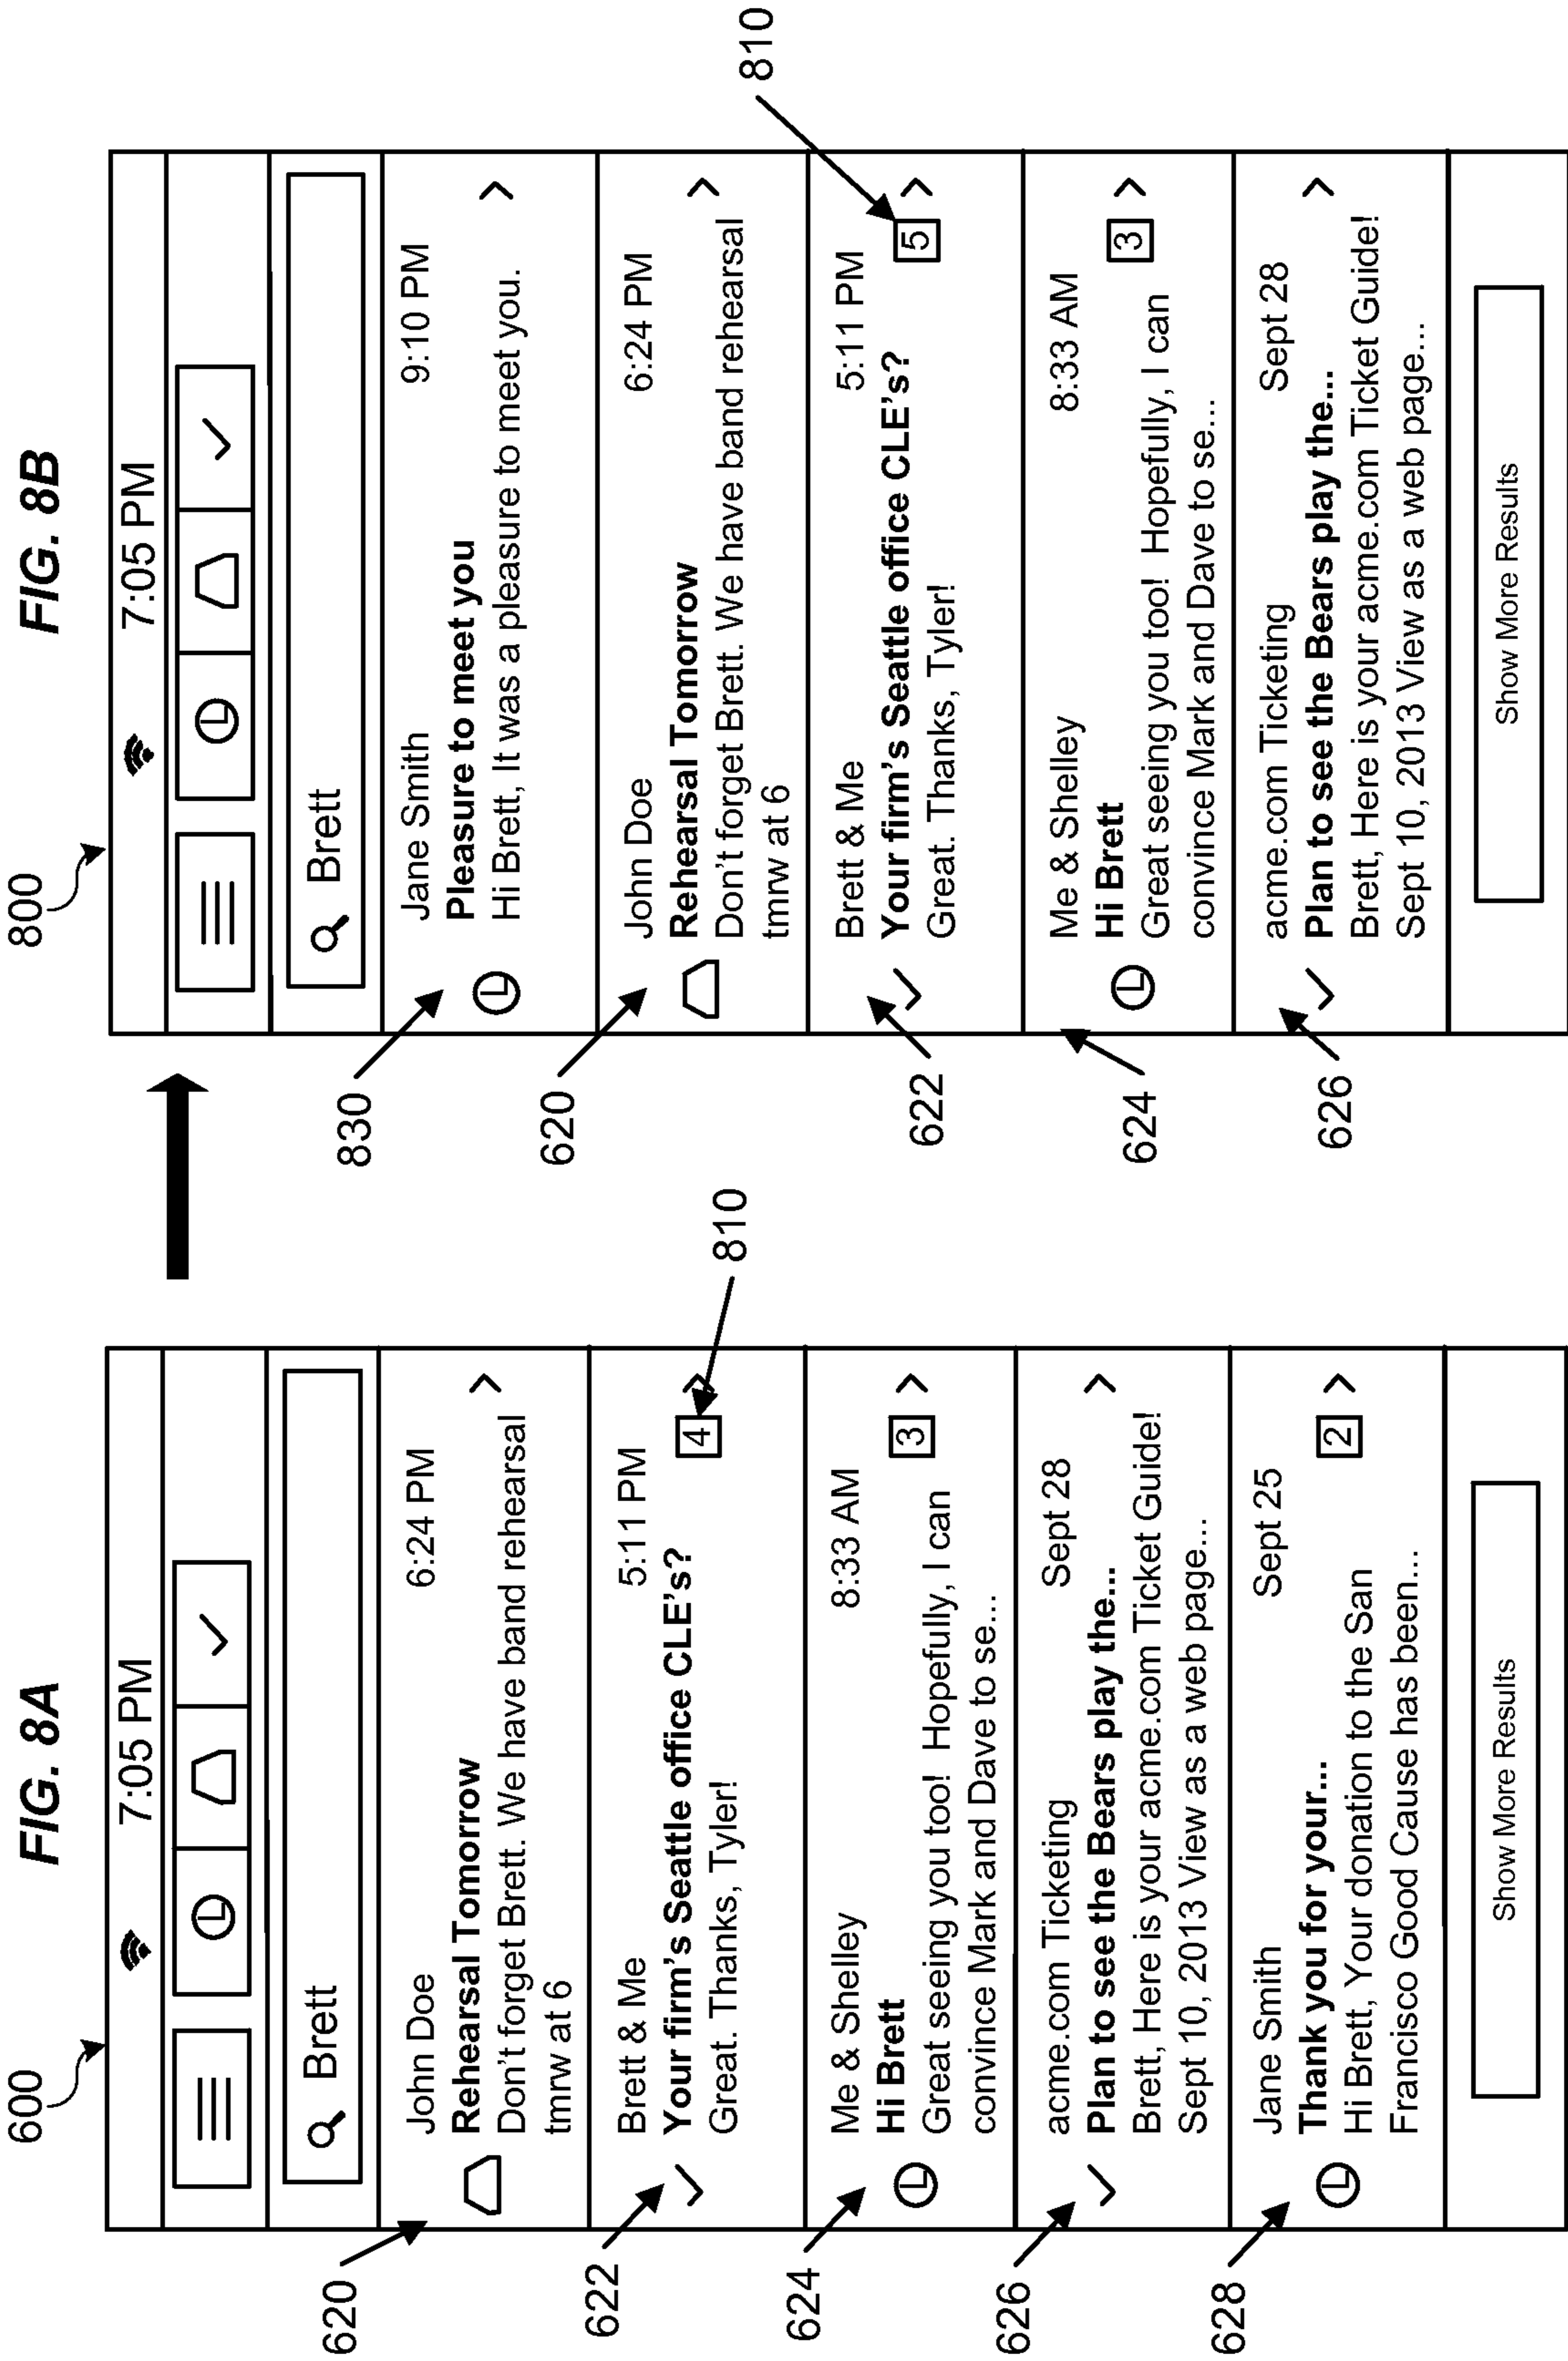 FIG. 8A
600
7:05 PM
Brett
620
John Doe 6:24 PM
Rehearsal Tomorrow
Don't forget Brett. We have band rehearsal
tmrw at 6
622
Brett & Me 5:11 PM
Your firm's Seattle office CLE's? 4
Great. Thanks, Tyler!
810
624
Me & Shelley 8:33 AM
Hi Brett 3
Great seeing you too! Hopefully, I can
convince Mark and Dave to se...
626
acme.com Ticketing Sept 28
Plan to see the Bears play the...
Brett, Here is your acme.com Ticket Guide!
Sept 10, 2013 View as a web page...
628
Jane Smith Sept 25
Thank you for your...
Hi Brett, Your donation to the San 2
Francisco Good Cause has been...
Show More Results
FIG. 8B
800
7:05 PM
Brett
830
Jane Smith 9:10 PM
Pleasure to meet you
Hi Brett, It was a pleasure to meet you.
620
John Doe 6:24 PM
Rehearsal Tomorrow
Don't forget Brett. We have band rehearsal
tmrw at 6
810
622
Brett & Me 5:11 PM
Your firm's Seattle office CLE's? 5
Great. Thanks, Tyler!
624
Me & Shelley 8:33 AM
Hi Brett 3
Great seeing you too! Hopefully, I can
convince Mark and Dave to se...
626
acme.com Ticketing Sept 28
Plan to see the Bears play the...
Brett, Here is your acme.com Ticket Guide!
Sept 10, 2013 View as a web page...
Show More Results